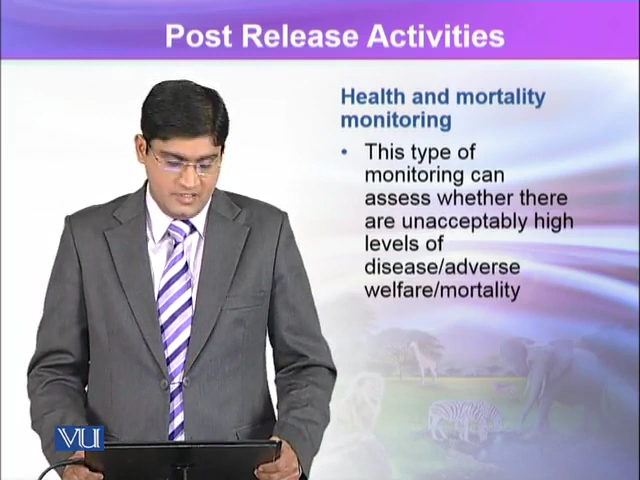 Post Release Activities
Health and mortality
monitoring
• This type of
monitoring can
assess whether there
are unacceptably high
levels of
disease/adverse
welfare/mortality
VU